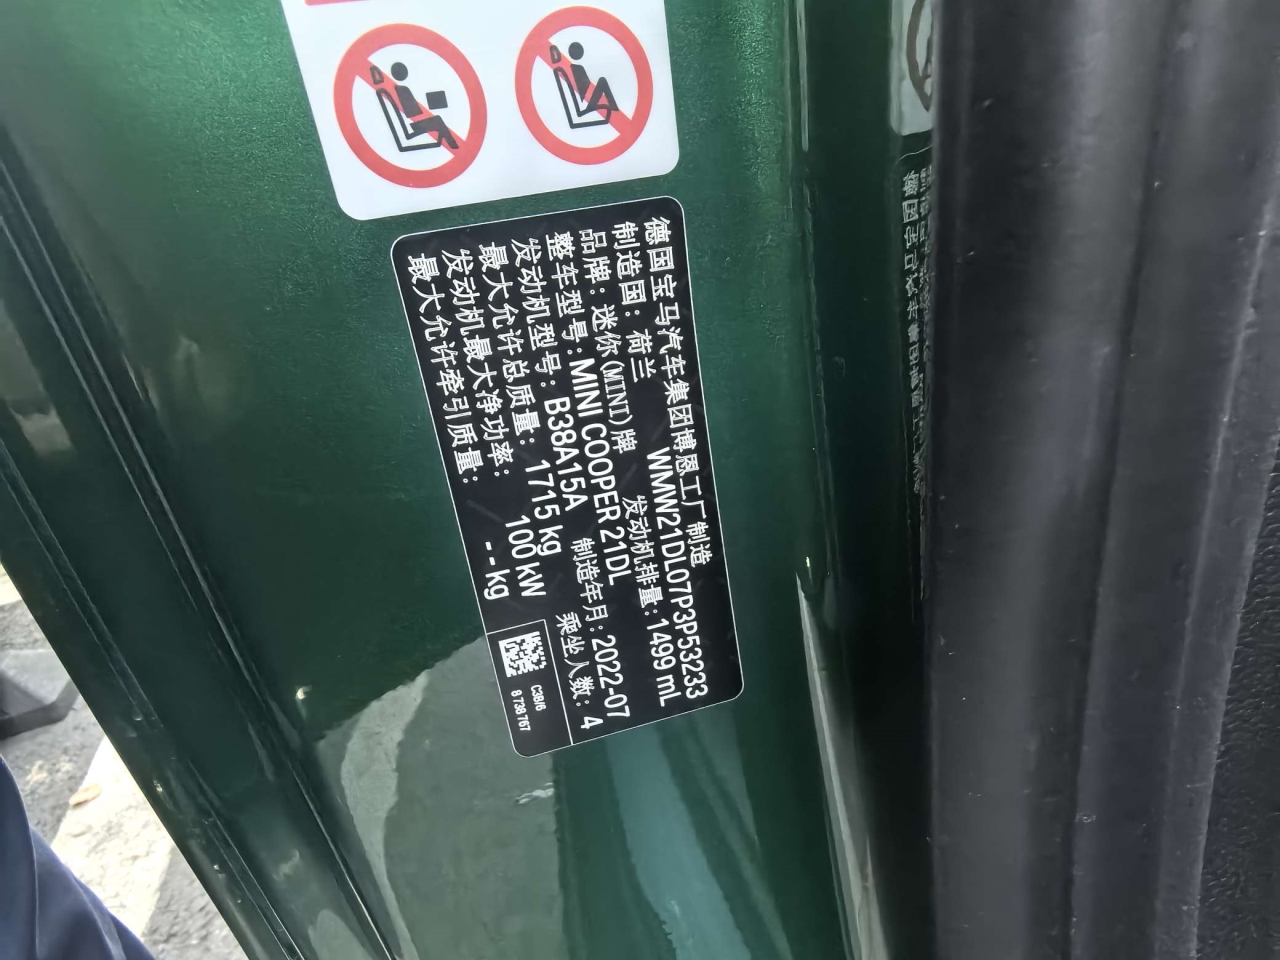 德国宝马汽车集团博恩工厂制造
制造国: 荷兰 WMW21DL07P3P53233
品牌: 迷你(MINI)牌 发动机排量:1499 mL
整车型号: MINI COOPER 21DL 制造年月: 2022-07
发动机型号: B38A15A 乘坐人数: 4
最大允许总质量: 1715 kg
发动机最大净功率: 100 kW
最大允许牵引质量: -- kg
C38/6
8 738 767